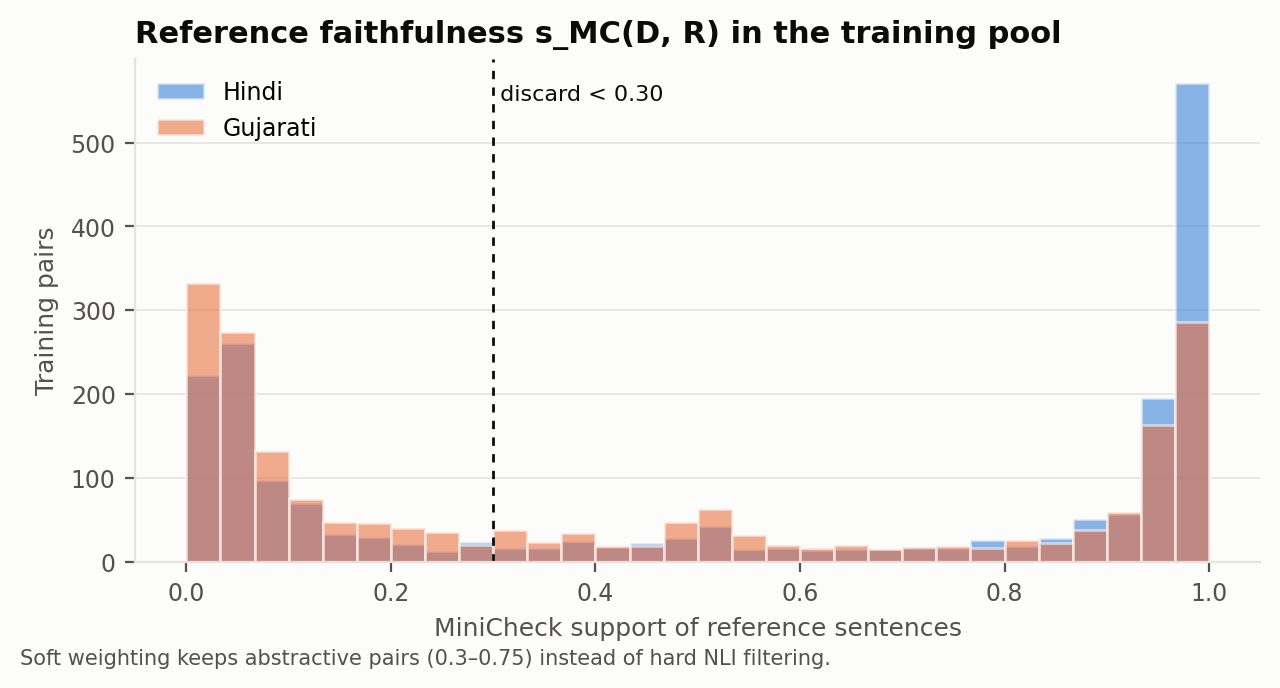 Reference faithfulness s_MC(D, R) in the training pool
Hindi
Gujarati
discard < 0.30
500
400
300
200
100
0
Training pairs
0.0 0.2 0.4 0.6 0.8 1.0
MiniCheck support of reference sentences
Soft weighting keeps abstractive pairs (0.3–0.75) instead of hard NLI filtering.